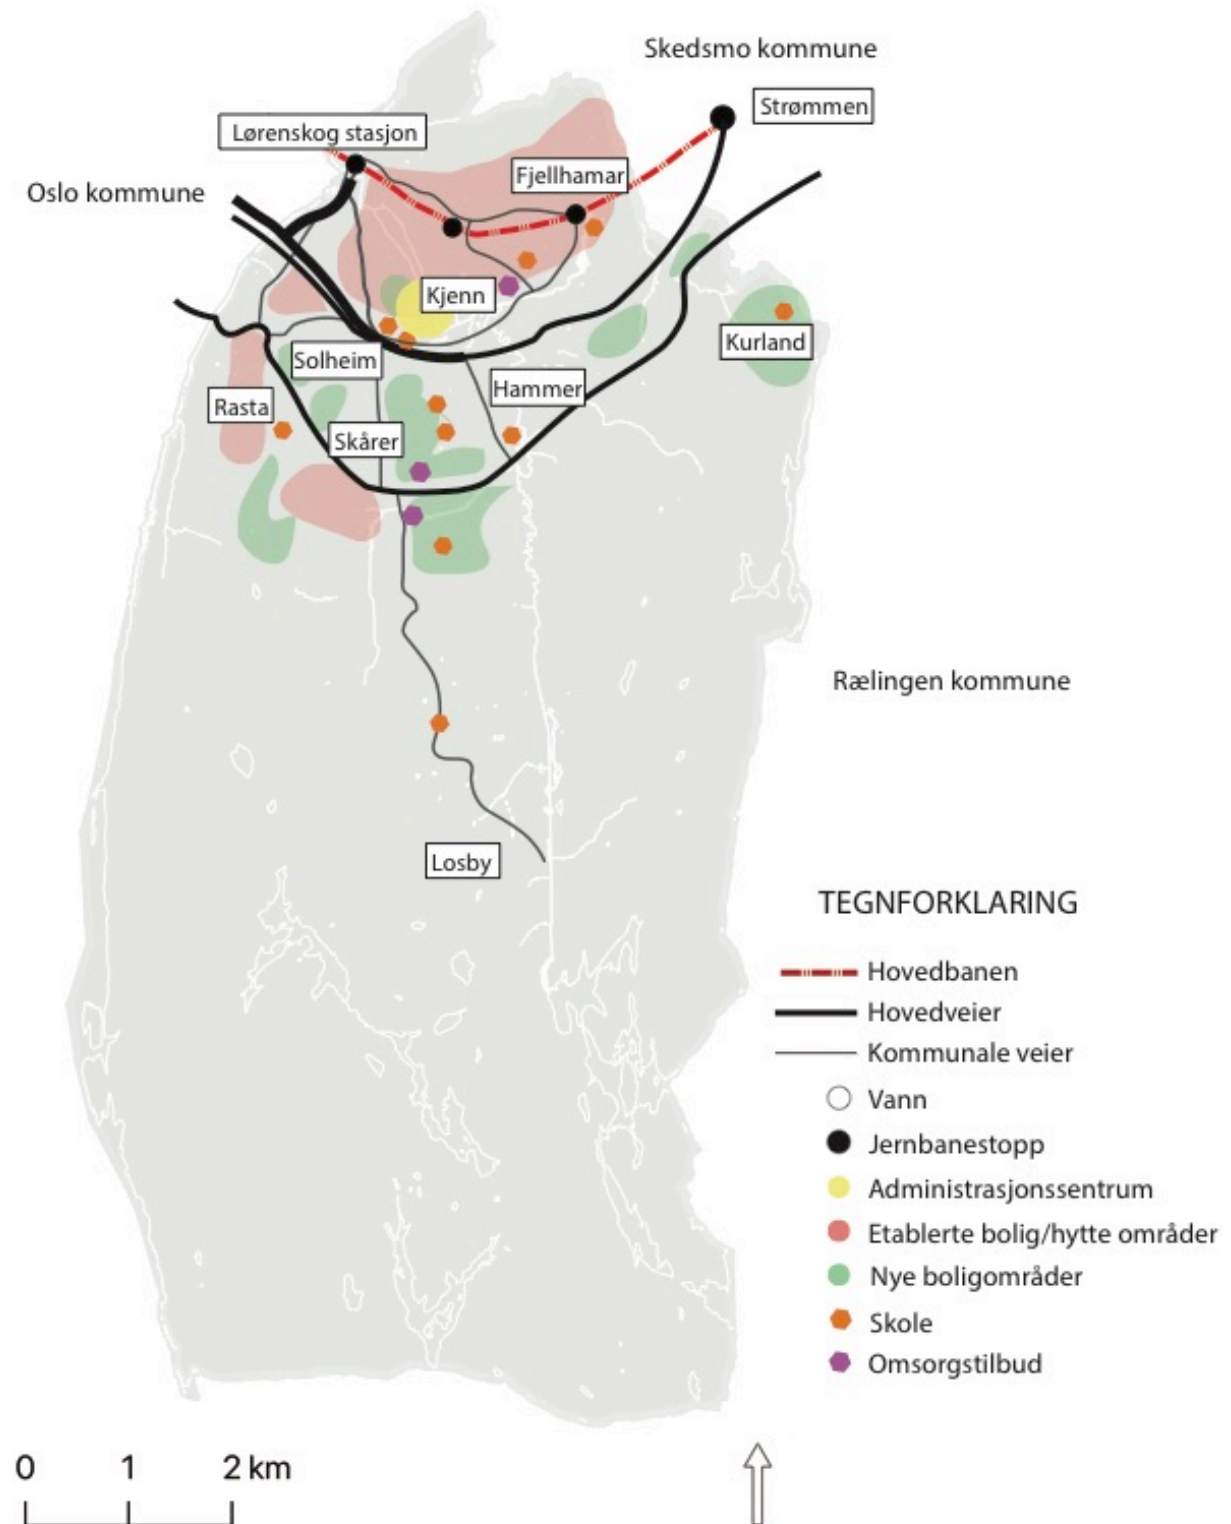 Skedsmo kommune
Strømmen
Lørenskog stasjon
Fjellhamar
Oslo kommune
Kjenn
Kurland
Solheim
Hammer
Rasta
Skårer
Rælingen kommune
Losby
TEGNFORKLARING
Hovedbanen
Hovedveier
Kommunale veier
Vann
Jernbanestopp
Administrasjonssentrum
Etablerte bolig/hytte områder
Nye boligområder
Skole
Omsorgstilbud
0 1 2 km